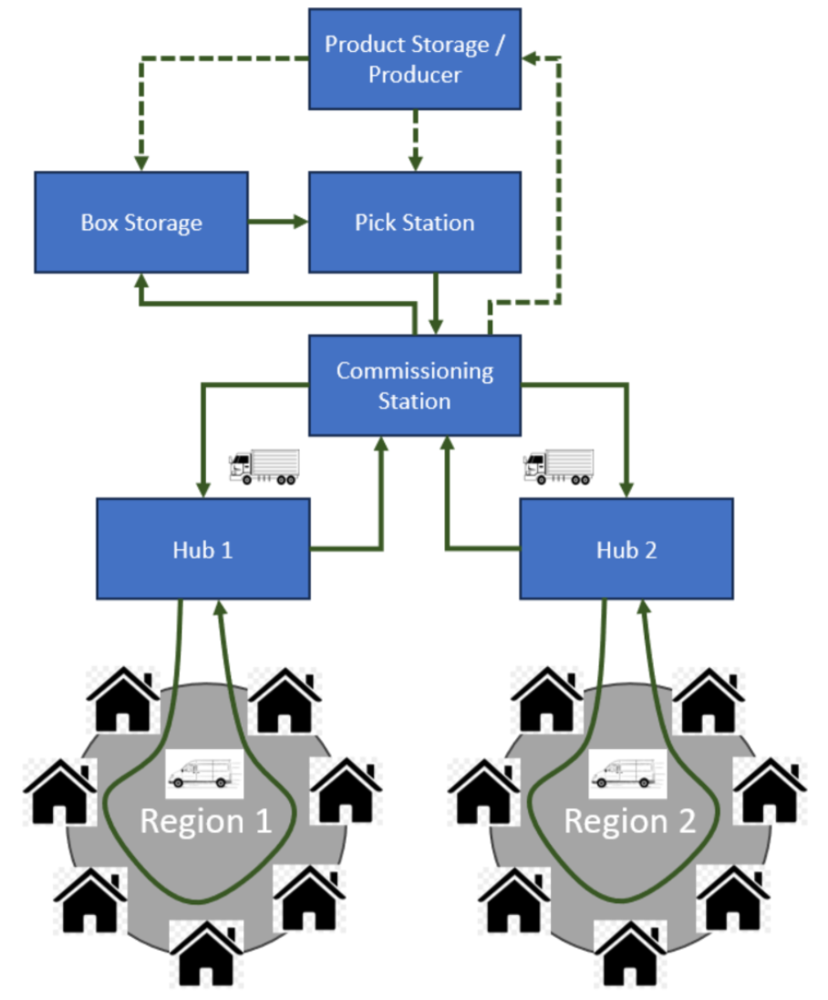 Product Storage /
Producer
Box Storage
Pick Station
Commissioning
Station
Hub 1
Hub 2
Region 1
Region 2